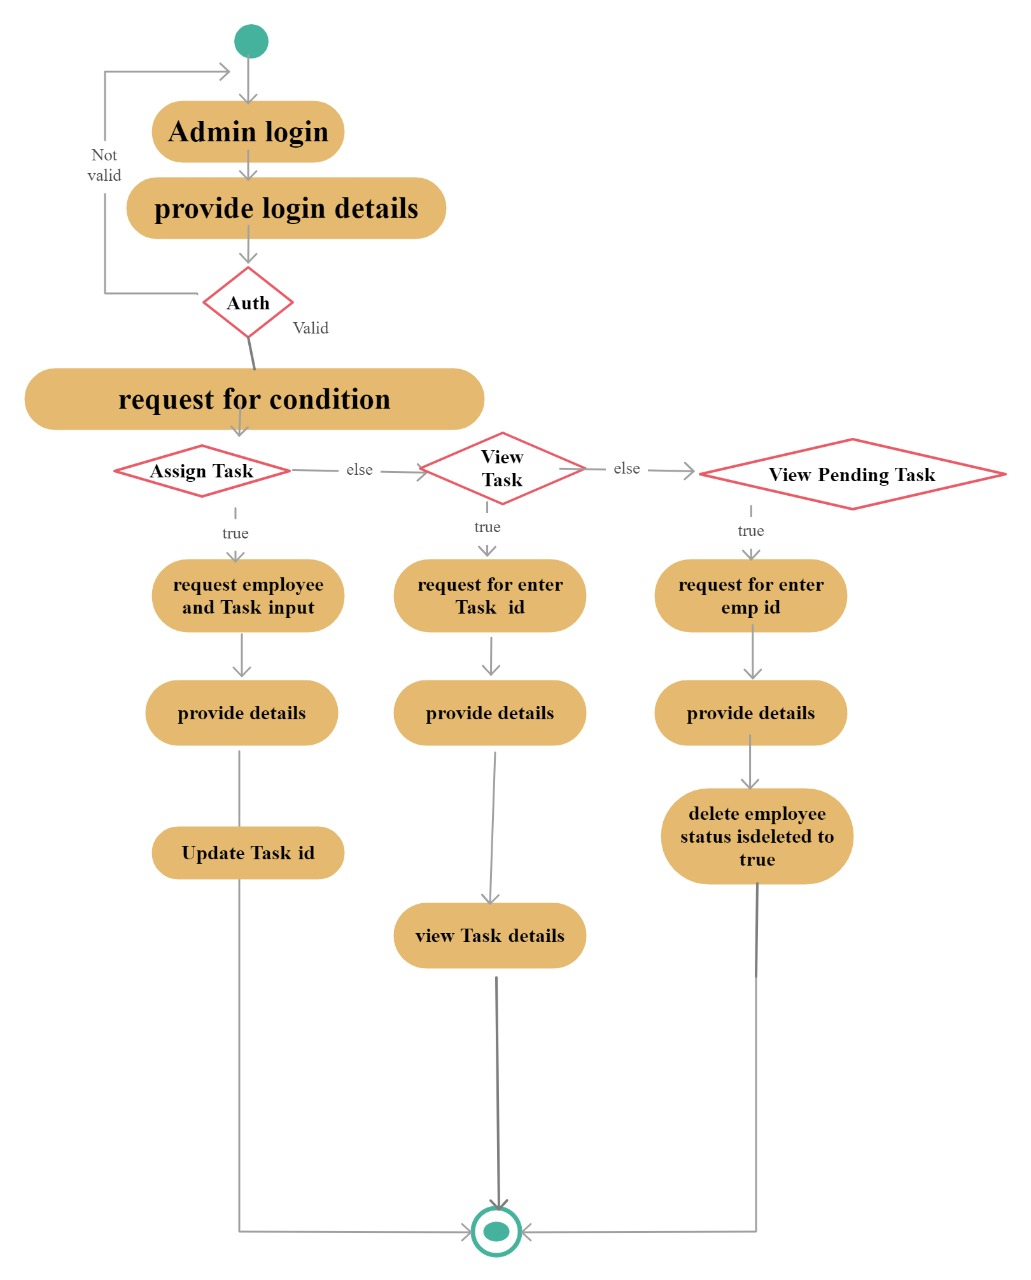 Admin login
Not
valid
provide login details
Auth
Valid
request for condition
Assign Task
else
View
Task
else
View Pending Task
true
true
true
request employee
and Task input
request for enter
Task  id
request for enter
emp id
provide details
provide details
provide details
delete employee
status isdeleted to
true
Update Task id
view Task details